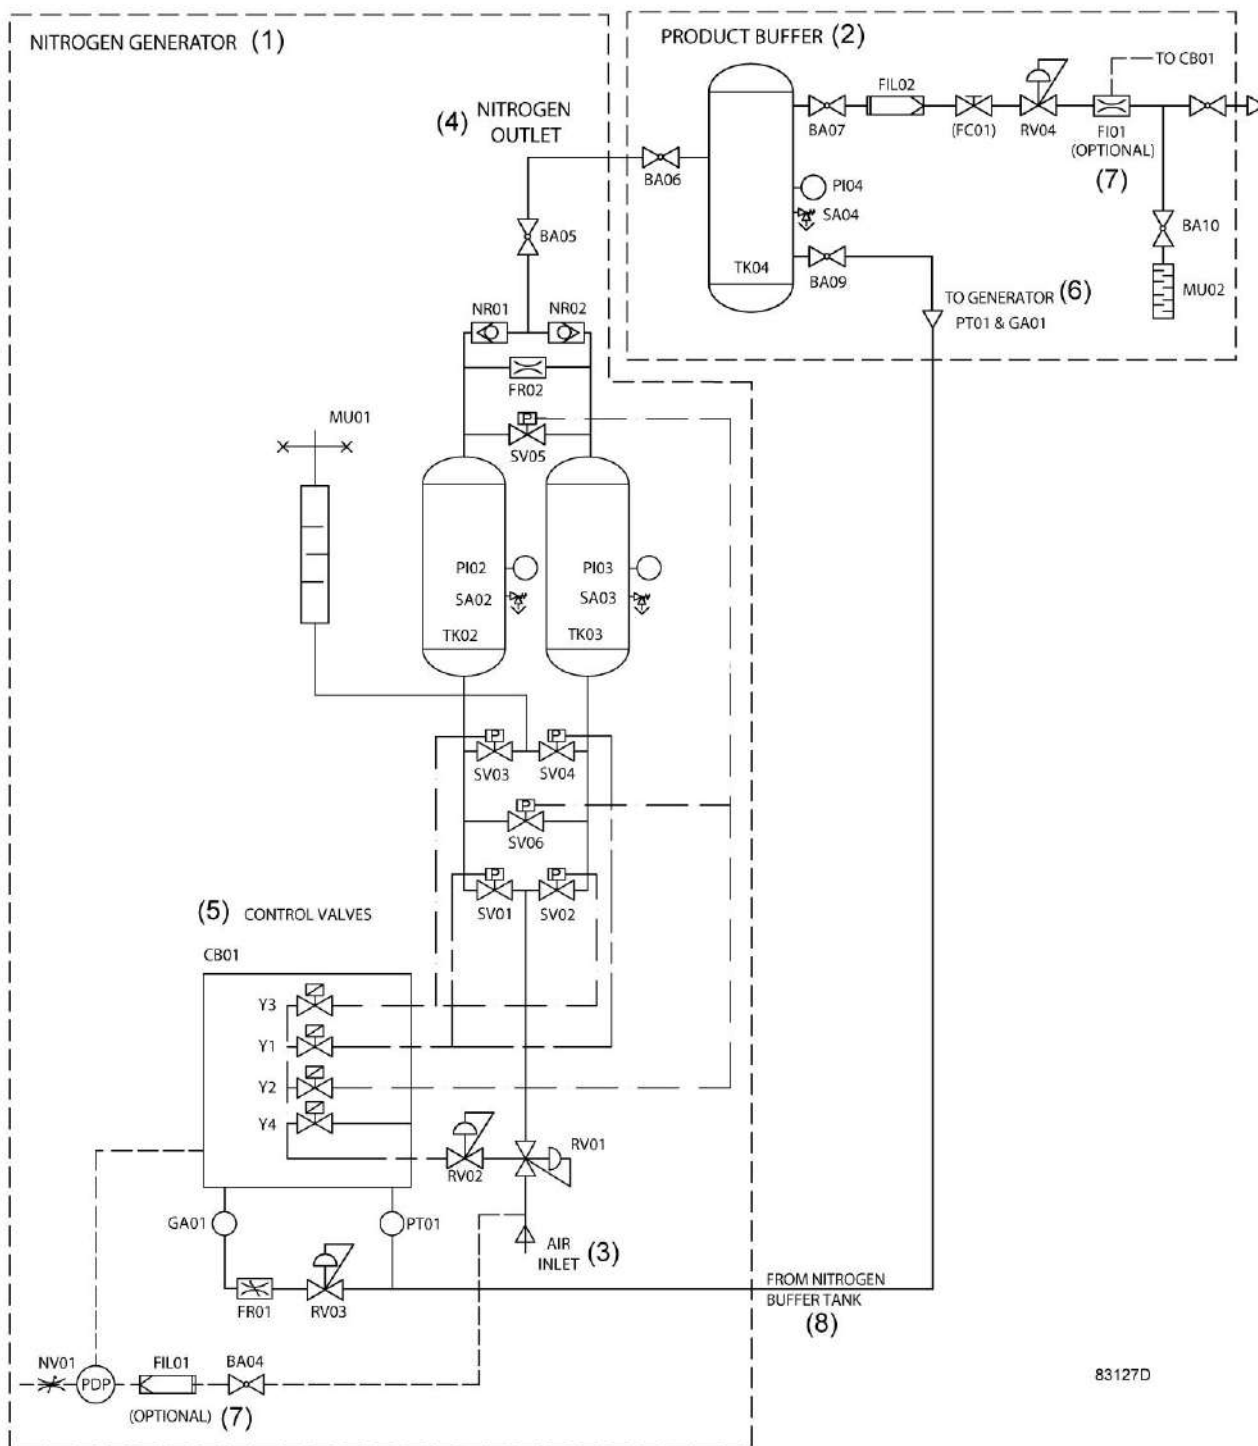 NITROGEN GENERATOR (1)
PRODUCT BUFFER (2)
TO CB01
FIL02
BA07
(FC01)
RV04
FI01
(OPTIONAL)
(7)
(4) NITROGEN
OUTLET
BA06
PI04
SA04
BA05
BA10
TK04
BA09
MU02
TO GENERATOR (6)
PT01 & GA01
NR01
NR02
FR02
MU01
P
SV05
PI02
PI03
SA02
SA03
TK02
TK03
P
P
SV03
SV04
P
SV06
P
P
SV01
SV02
(5) CONTROL VALVES
CB01
Y3
Y1
Y2
Y4
RV01
RV02
GA01
PT01
AIR
INLET (3)
FR01
RV03
FROM NITROGEN
BUFFER TANK
(8)
NV01
FIL01
BA04
PDP
(OPTIONAL) (7)
83127D